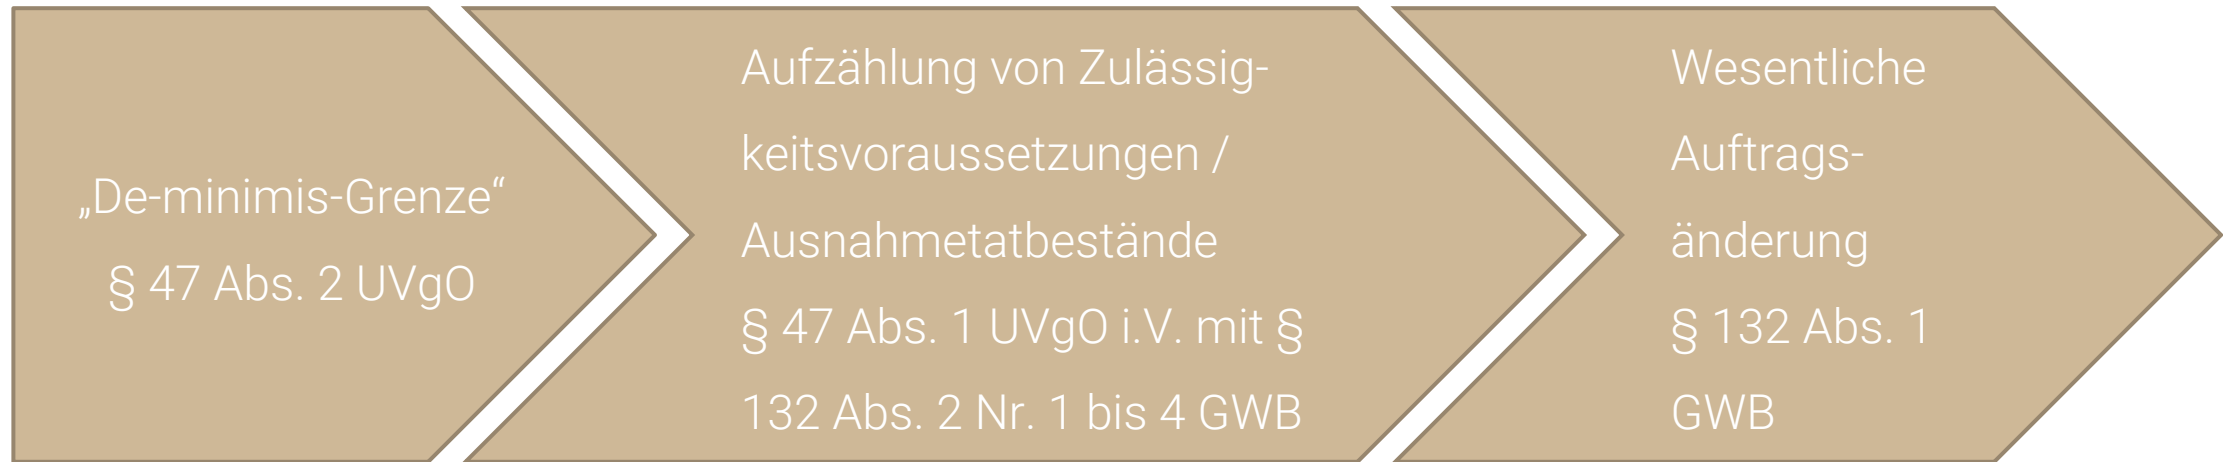 „De-minimis-Grenze“
§ 47 Abs. 2 UVgO
Aufzählung von Zulässig-
keitsvoraussetzungen /
Ausnahmetatbestände
§ 47 Abs. 1 UVgO i.V. mit §
132 Abs. 2 Nr. 1 bis 4 GWB
Wesentliche
Auftrags-
änderung
§ 132 Abs. 1
GWB